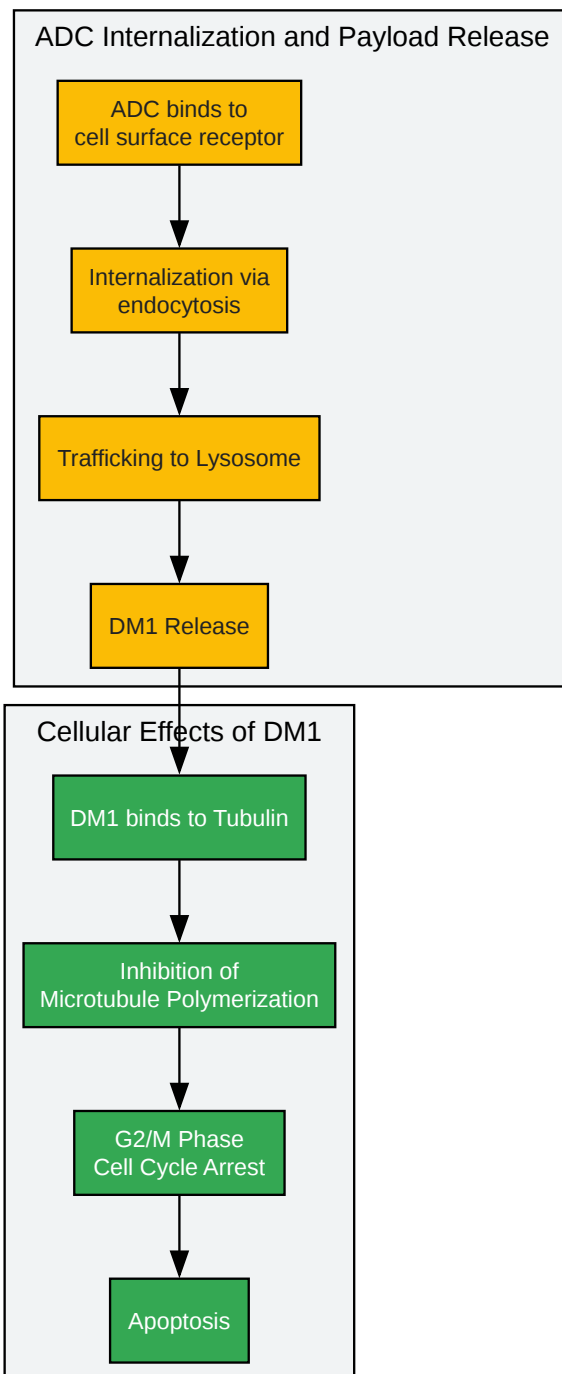 ADC Internalization and Payload Release
ADC binds to
cell surface receptor
Internalization via
endocytosis
Trafficking to Lysosome
DM1 Release
Cellular Effects of DM1
DM1 binds to Tubulin
Inhibition of
Microtubule Polymerization
G2/M Phase
Cell Cycle Arrest
Apoptosis